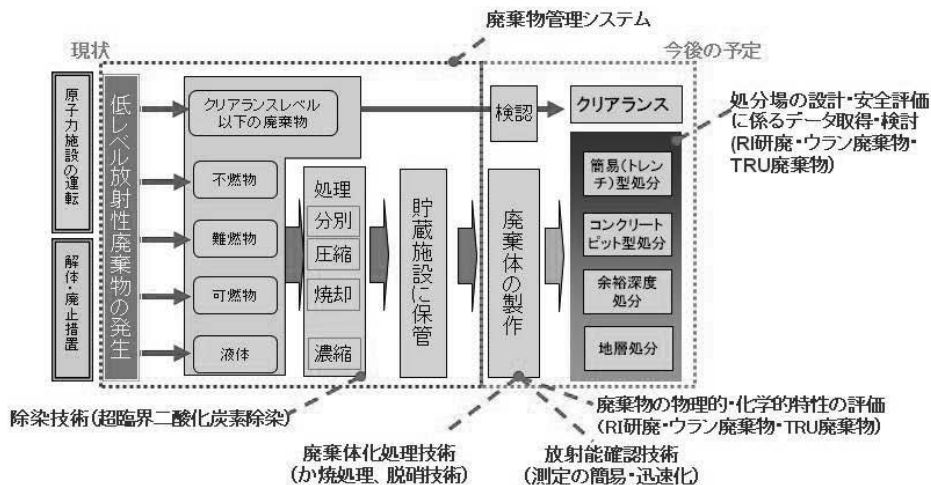 廃棄物管理システム
現状
今後の予定
原子力施設の運転
解体・廃止措置
低レベル放射性廃棄物の発生
クリアランスレベル
以下の廃棄物
不燃物
難燃物
可燃物
液体
処理
分別
圧縮
焼却
濃縮
貯蔵施設に保管
検認
廃棄体の製作
クリアランス
簡易(トレン
チ)型処分
コンクリート
ピット型処分
余裕深度
処分
地層処分
処分場の設計・安全評価
に係るデータ取得・検討
(RI研廃・ウラン廃棄物・
TRU廃棄物)
除染技術(超臨界二酸化炭素除染)
廃棄体化処理技術
(か焼処理、脱硝技術)
放射能確認技術
(測定の簡易・迅速化)
廃棄物の物理的・化学的特性の評価
(RI研廃・ウラン廃棄物・TRU廃棄物)